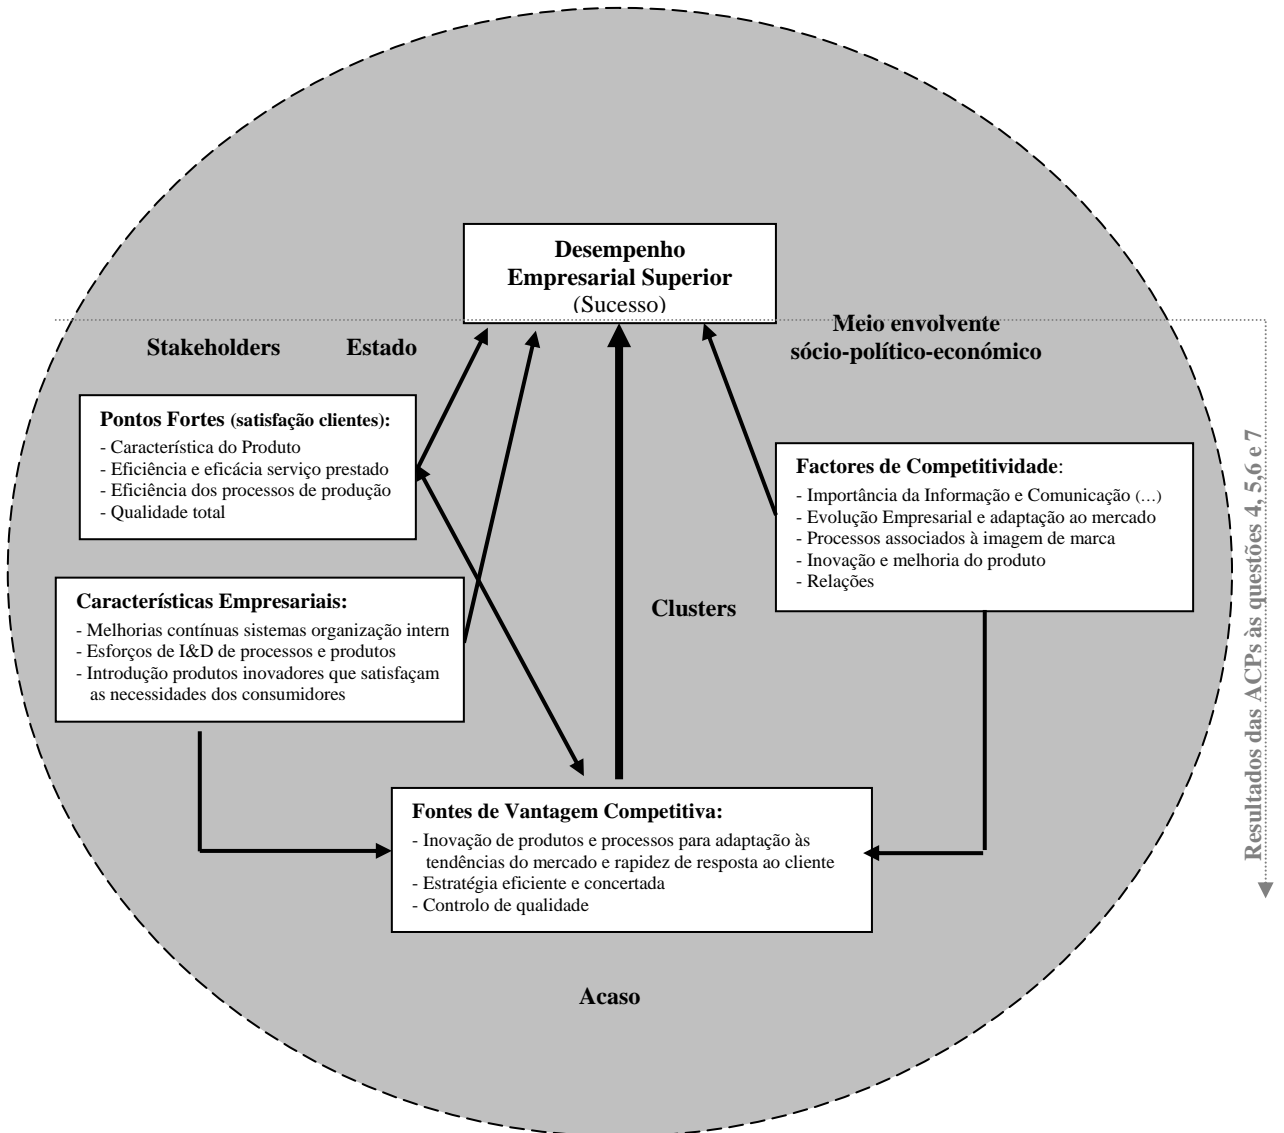 Desempenho
Empresarial Superior
(Sucesso)
Meio envolvente
sócio-político-económico
Stakeholders
Estado
Pontos Fortes (satisfação clientes):
- Característica do Produto
- Eficiência e eficácia serviço prestado
- Eficiência dos processos de produção
- Qualidade total
Factores de Competitividade:
- Importância da Informação e Comunicação (…)
- Evolução Empresarial e adaptação ao mercado
- Processos associados à imagem de marca
- Inovação e melhoria do produto
- Relações
Características Empresariais:
- Melhorias contínuas sistemas organização intern
- Esforços de I&D de processos e produtos
- Introdução produtos inovadores que satisfaçam
as necessidades dos consumidores
Clusters
Fontes de Vantagem Competitiva:
- Inovação de produtos e processos para adaptação às
tendências do mercado e rapidez de resposta ao cliente
- Estratégia eficiente e concertada
- Controlo de qualidade
Acaso
Resultados das ACPs às questões 4, 5,6 e 7